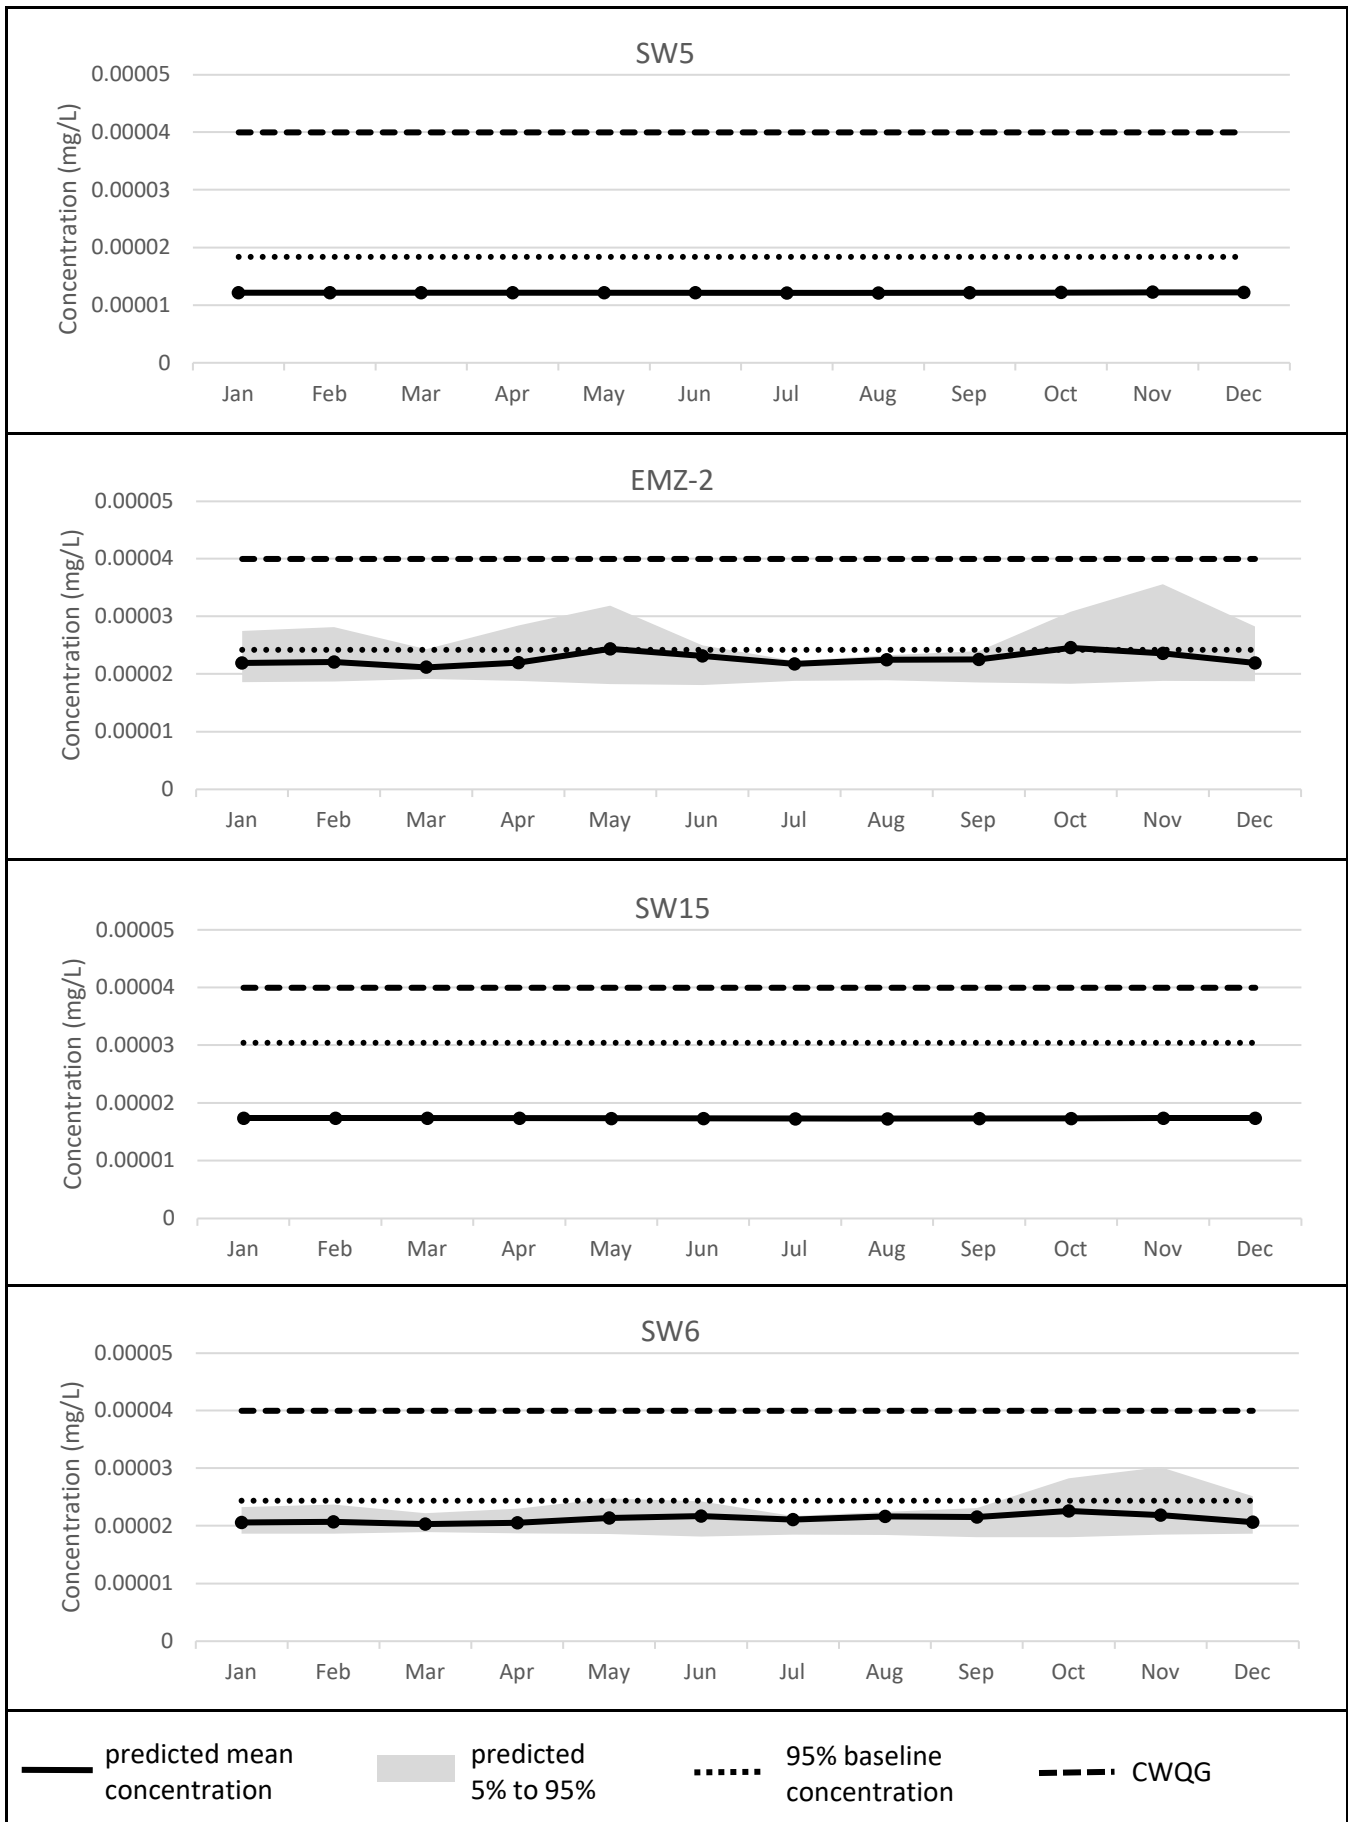 SW5
0.00005
0.00004
0.00003
0.00002
0.00001
0
Concentration (mg/L)
Jan Feb Mar Apr May Jun Jul Aug Sep Oct Nov Dec
EMZ-2
0.00005
0.00004
0.00003
0.00002
0.00001
0
Concentration (mg/L)
Jan Feb Mar Apr May Jun Jul Aug Sep Oct Nov Dec
SW15
0.00005
0.00004
0.00003
0.00002
0.00001
0
Concentration (mg/L)
Jan Feb Mar Apr May Jun Jul Aug Sep Oct Nov Dec
SW6
0.00005
0.00004
0.00003
0.00002
0.00001
0
Concentration (mg/L)
Jan Feb Mar Apr May Jun Jul Aug Sep Oct Nov Dec
predicted mean
concentration
predicted
5% to 95%
95% baseline
concentration
CWQG